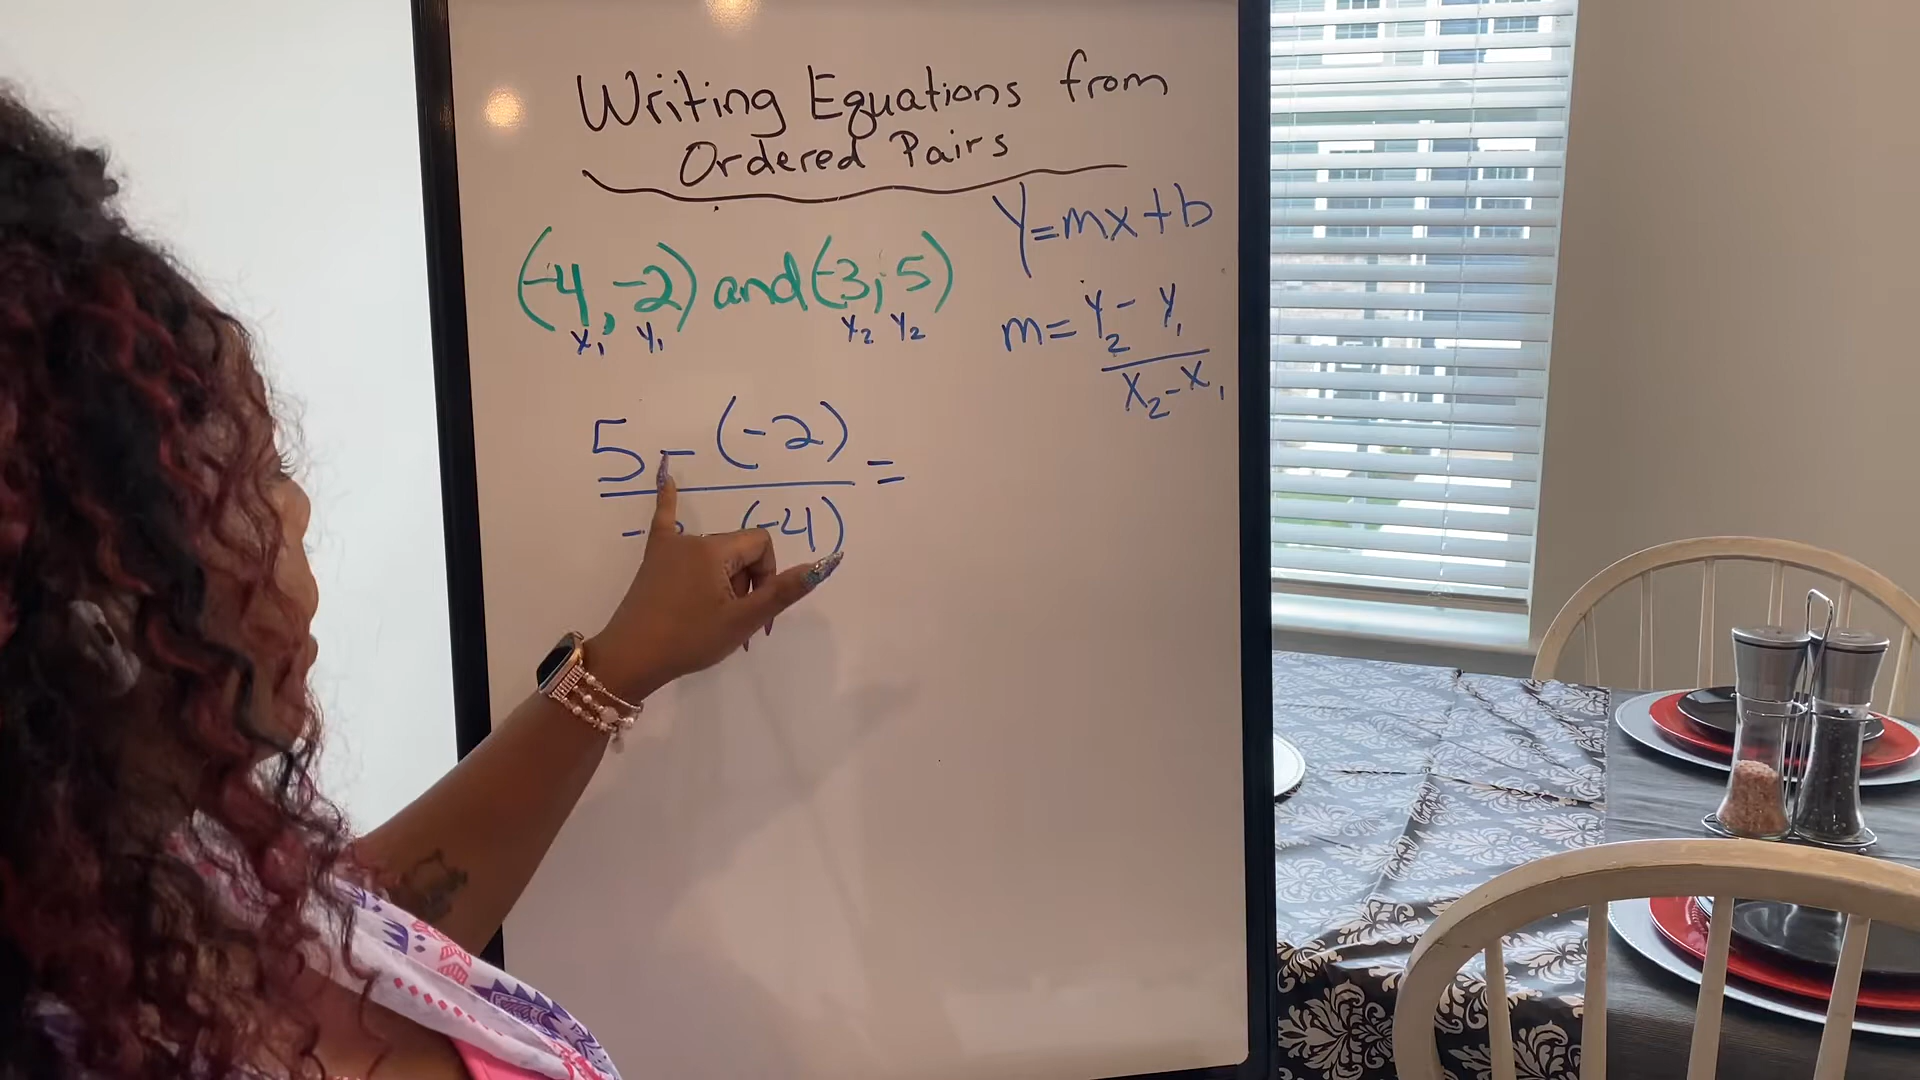 Writing Equations from
Ordered Pairs
y=mx+b
(-4,-2) and (-3,5)
x₁ y₁ x₂ y₂
m= y₂- y₁
x₂-x₁
5-(-2) =
- -(-4)